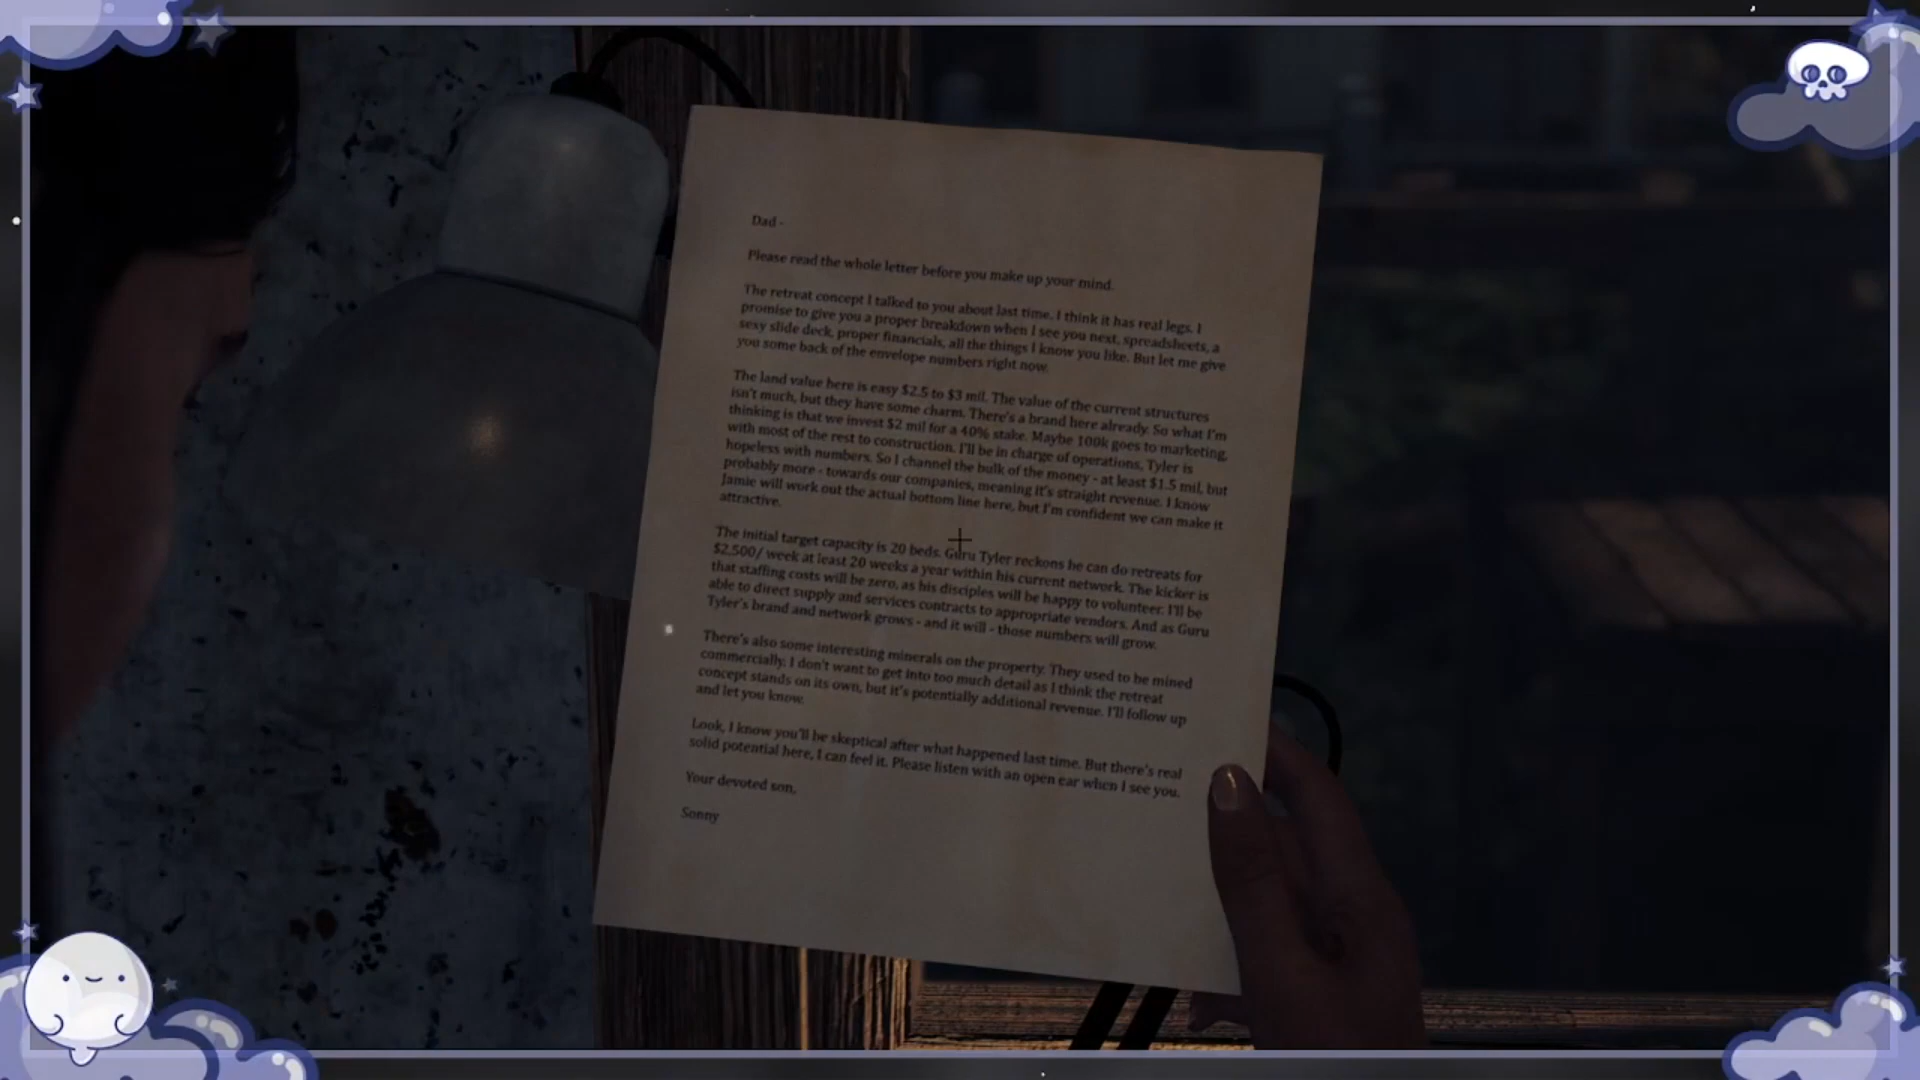 Dad -
Please read the whole letter before you make up your mind.
The retreat concept I talked to you about last time. I think it has real legs. I
promise to give you a proper breakdown when I see you next, spreadsheets, a
sexy slide deck, proper financials, all the things I know you like. But let me give
you some back of the envelope numbers right now.
The land value here is easy $2.5 to $3 mil. The value of the current structures
isn't much, but they have some charm. There's a brand here already. So what I'm
thinking is that we invest $2 mil for a 40% stake. Maybe 100k goes to marketing,
with most of the rest to construction. I'll be in charge of operations, Tyler is
hopeless with numbers. So I channel the bulk of the money - at least $1.5 mil, but
probably more - towards our companies, meaning it's straight revenue. I know
Jamie will work out the actual bottom line here, but I'm confident we can make it
attractive.
The initial target capacity is 20 beds. Guru Tyler reckons he can do retreats for
$2,500/ week at least 20 weeks a year within his current network. The kicker is
that staffing costs will be zero, as his disciples will be happy to volunteer. I'll be
able to direct supply and services contracts to appropriate vendors. And as Guru
Tyler's brand and network grows - and it will - those numbers will grow.
There's also some interesting minerals on the property. They used to be mined
commercially. I don't want to get into too much detail as I think the retreat
concept stands on its own, but it's potentially additional revenue. I'll follow up
and let you know.
Look, I know you'll be skeptical after what happened last time. But there's real
solid potential here, I can feel it. Please listen with an open ear when I see you.
Your devoted son,
Sonny